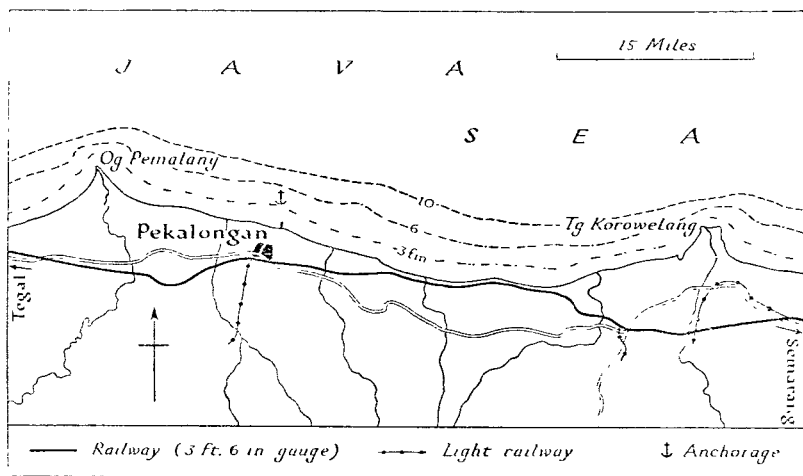 15 Miles
J A V A
S E A
Og Pemalang
10
6
Tg Korowelang
3 fm
Pekalongan
Tegal
Semarang
Railway (3 ft. 6 in gauge)
Light railway
Anchorage